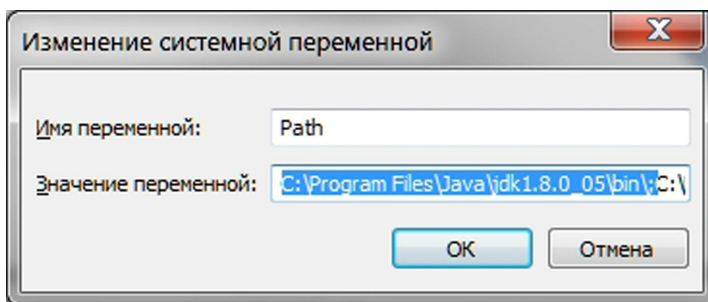 Изменение системной переменной
Имя переменной: Path
Значение переменной: C:\Program Files\Java\jdk1.8.0_05\bin\;C:\
OK Отмена